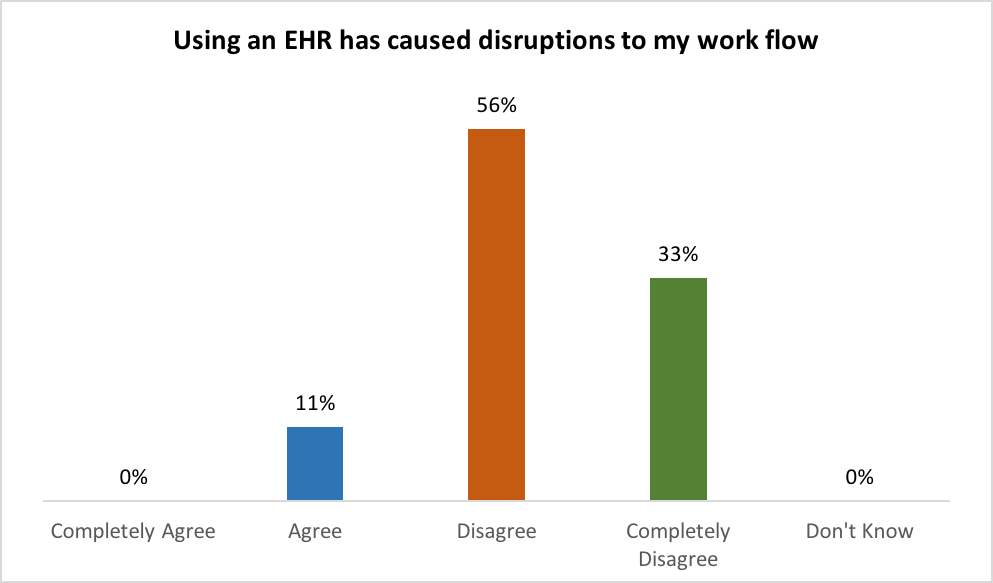 Using an EHR has caused disruptions to my work flow
56%
33%
11%
0%
0%
Completely Agree
Agree
Disagree
Completely
Disagree
Don't Know